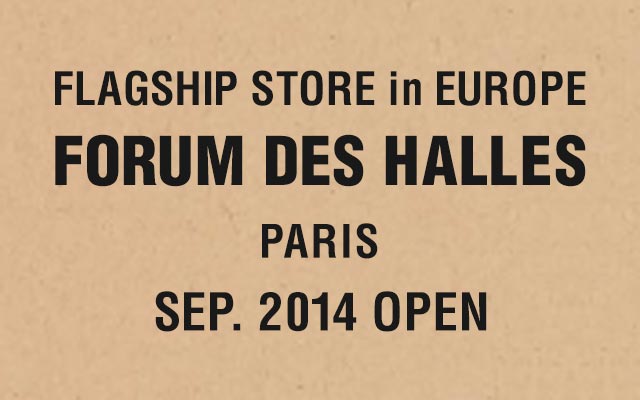 FLAGSHIP STORE in EUROPE
FORUM DES HALLES
PARIS
SEP. 2014 OPEN